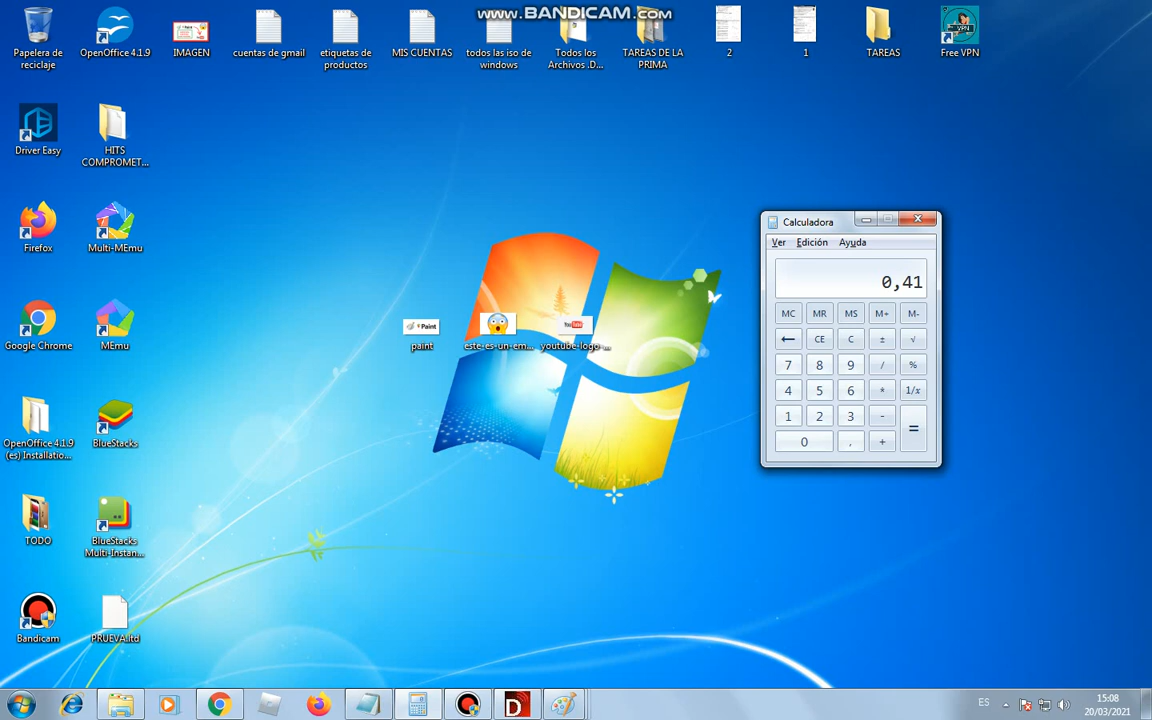 www.BANDICAM.com
Papelera de
reciclaje
OpenOffice 4.1.9
IMAGEN
cuentas de gmail
etiquetas de
productos
MIS CUENTAS
todos las iso de
windows
Todos los
Archivos .D...
TAREAS DE LA
PRIMA
2
1
TAREAS
Free VPN
Driver Easy
HITS
COMPROMET...
Firefox
Multi-MEmu
Google Chrome
MEmu
OpenOffice 4.1.9
(es) Installatio...
BlueStacks
TODO
BlueStacks
Multi-Instan...
Bandicam
PRUEVA.ltd
Paint
paint
este-es-un-em...
youtube-logo-...
Calculadora
Ver Edición Ayuda
0,41
MC MR MS M+ M-
← CE C ± √
7 8 9 / %
4 5 6 * 1/x
1 2 3 - =
0 , +
ES
15:08
20/03/2021